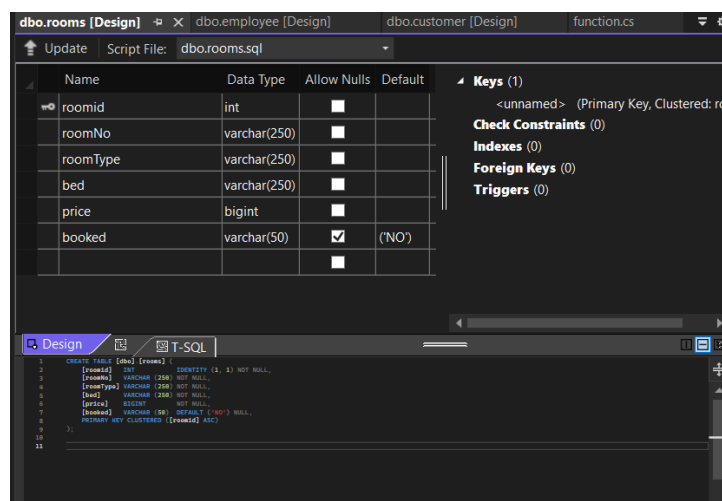 dbo.rooms [Design] dbo.employee [Design] dbo.customer [Design] function.cs
Update Script File: dbo.rooms.sql
Name Data Type Allow Nulls Default
roomid int
roomNo varchar(250)
roomType varchar(250)
bed varchar(250)
price bigint
booked varchar(50) ('NO')
Keys (1)
<unnamed> (Primary Key, Clustered: ro
Check Constraints (0)
Indexes (0)
Foreign Keys (0)
Triggers (0)
Design T-SQL
1 CREATE TABLE [dbo].[rooms] (
2 [roomid] INT IDENTITY (1, 1) NOT NULL,
3 [roomNo] VARCHAR (250) NOT NULL,
4 [roomType] VARCHAR (250) NOT NULL,
5 [bed] VARCHAR (250) NOT NULL,
6 [price] BIGINT NOT NULL,
7 [booked] VARCHAR (50) DEFAULT ('NO') NULL,
8 PRIMARY KEY CLUSTERED ([roomid] ASC)
9 );
10
11